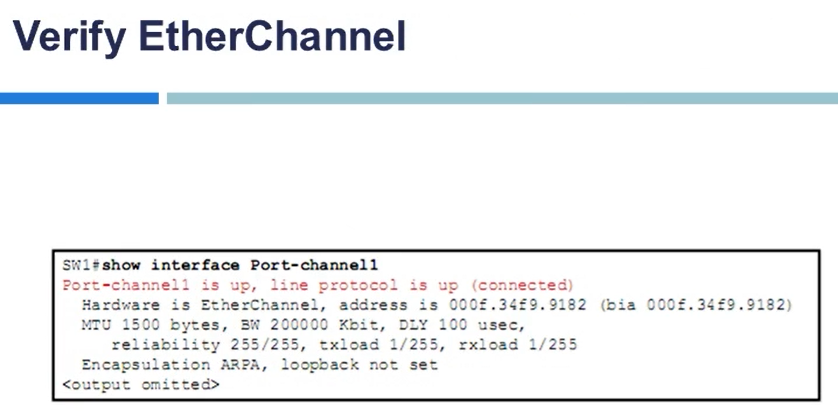 Verify EtherChannel
SW1#show interface Port-channel1
Port-channel1 is up, line protocol is up (connected)
Hardware is EtherChannel, address is 000f.34f9.9182 (bia 000f.34f9.9182)
MTU 1500 bytes, BW 200000 Kbit, DLY 100 usec,
reliability 255/255, txload 1/255, rxload 1/255
Encapsulation ARPA, loopback not set
<output omitted>